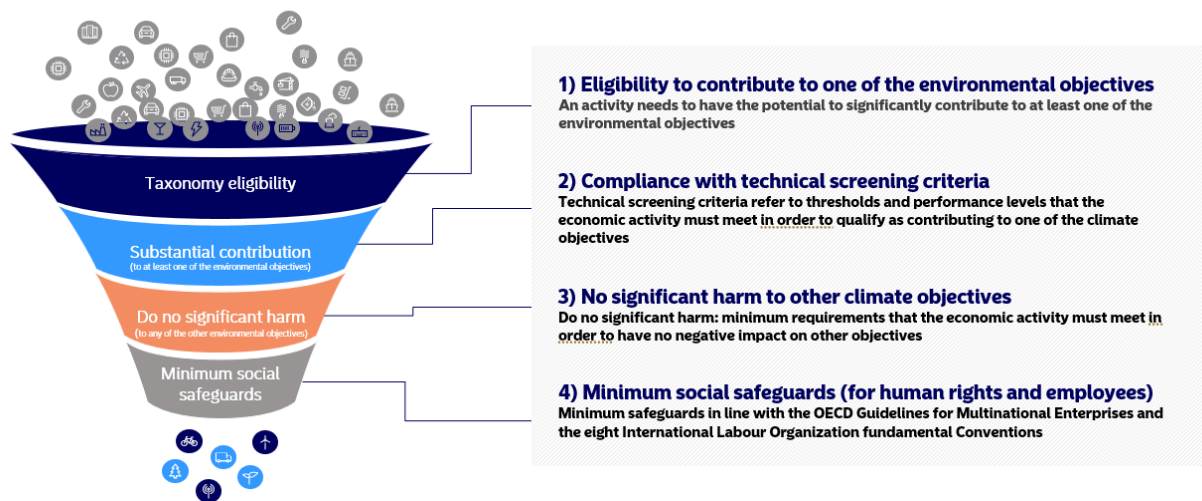 Taxonomy eligibility
Substantial contribution
(to at least one of the environmental objectives)
Do no significant harm
(to any of the other environmental objectives)
Minimum social
safeguards
1) Eligibility to contribute to one of the environmental objectives
An activity needs to have the potential to significantly contribute to at least one of the
environmental objectives
2) Compliance with technical screening criteria
Technical screening criteria refer to thresholds and performance levels that the
economic activity must meet in order to qualify as contributing to one of the climate
objectives
3) No significant harm to other climate objectives
Do no significant harm: minimum requirements that the economic activity must meet in
order to have no negative impact on other objectives
4) Minimum social safeguards (for human rights and employees)
Minimum safeguards in line with the OECD Guidelines for Multinational Enterprises and
the eight International Labour Organization fundamental Conventions